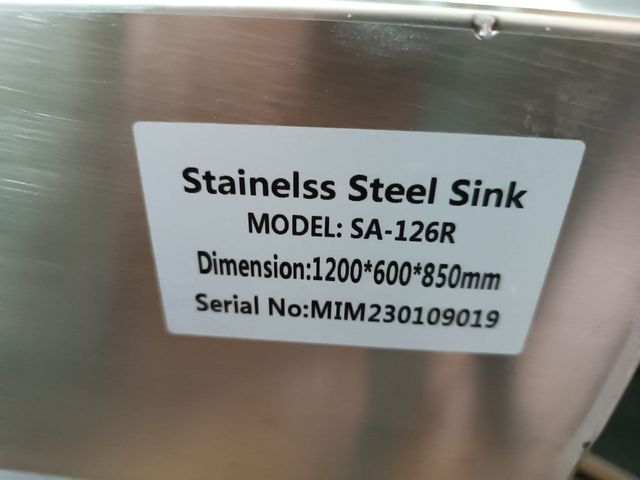 Stainelss Steel Sink
MODEL: SA-126R
Dimension:1200*600*850mm
Serial No:MIM230109019